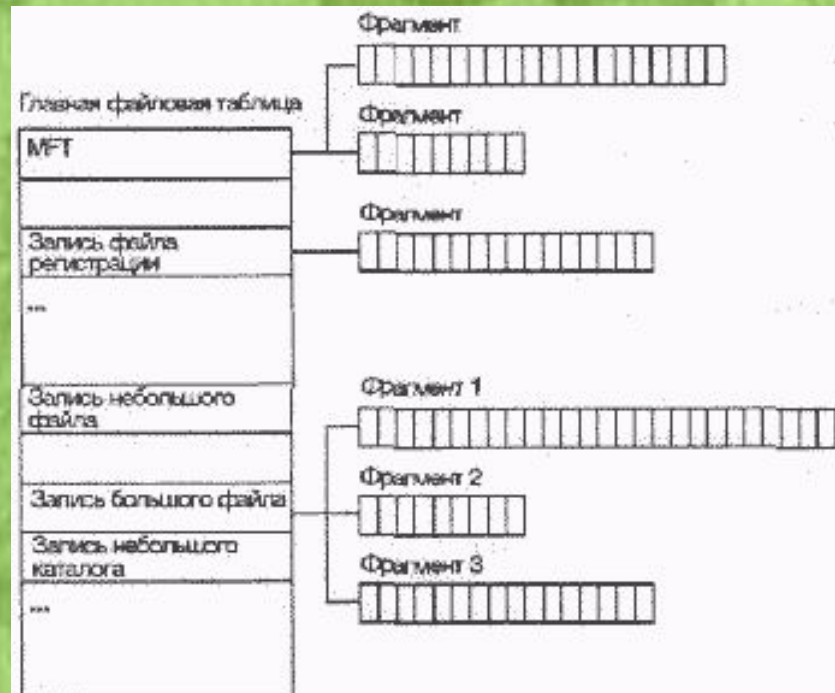 Фрагмент
Главная файловая таблица
MFT
Фрагмент
Фрагмент
Запись файла
регистрации
...
Запись небольшого
файла
Фрагмент 1
Запись большого файла
Фрагмент 2
Запись небольшого
каталога
Фрагмент 3
...